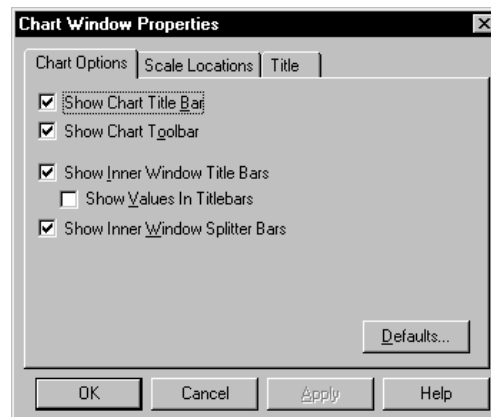 Chart Window Properties
Chart Options Scale Locations Title
Show Chart Title Bar
Show Chart Toolbar
Show Inner Window Title Bars
Show Values In Titlebars
Show Inner Window Splitter Bars
Defaults...
OK Cancel Apply Help